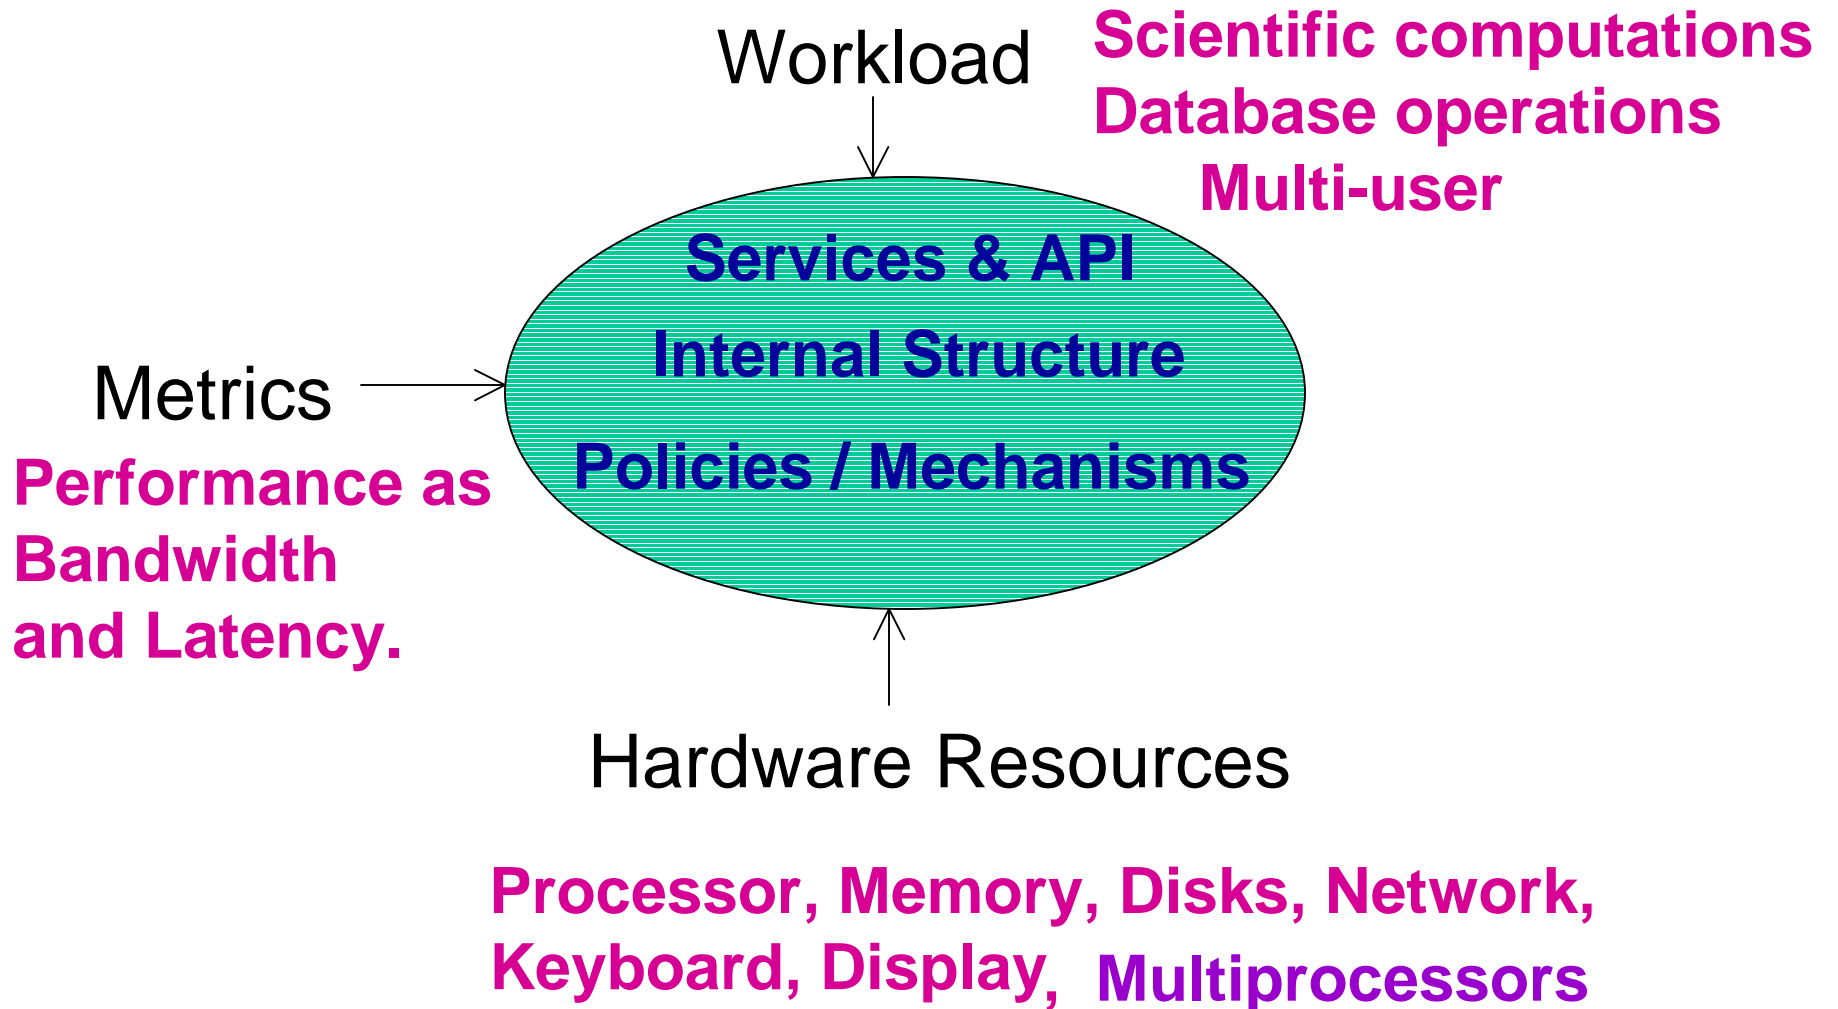 Workload
Scientific computations
Database operations
Multi-user
Services & API
Internal Structure
Policies / Mechanisms
Metrics
Performance as
Bandwidth
and Latency.
Hardware Resources
Processor, Memory, Disks, Network,
Keyboard, Display, Multiprocessors